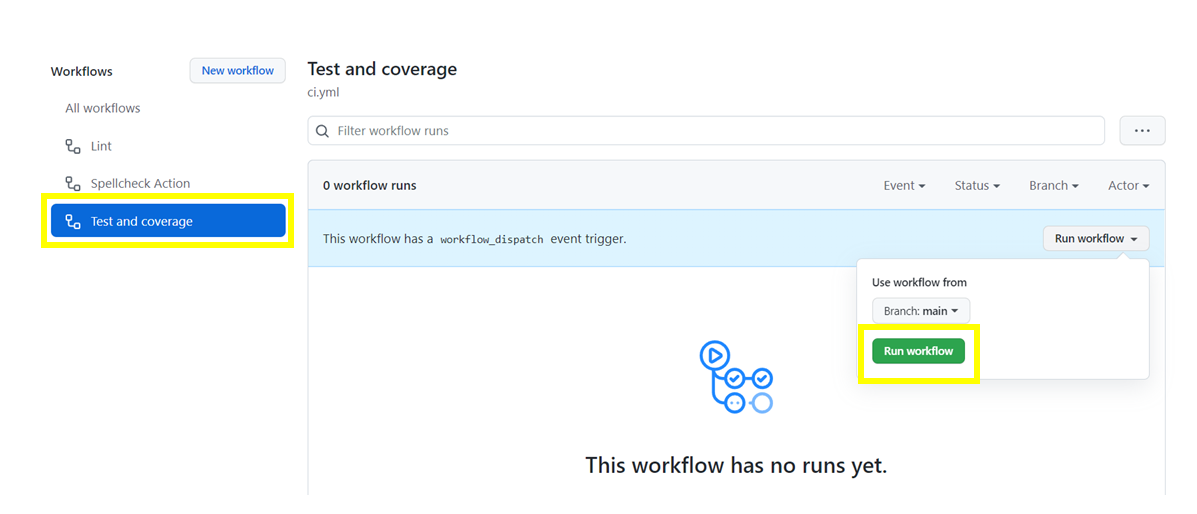 Workflows
New workflow
All workflows
Lint
Spellcheck Action
Test and coverage
Test and coverage
ci.yml
Filter workflow runs
...
0 workflow runs
Event
Status
Branch
Actor
This workflow has a workflow_dispatch event trigger.
Run workflow
Use workflow from
Branch: main
Run workflow
This workflow has no runs yet.